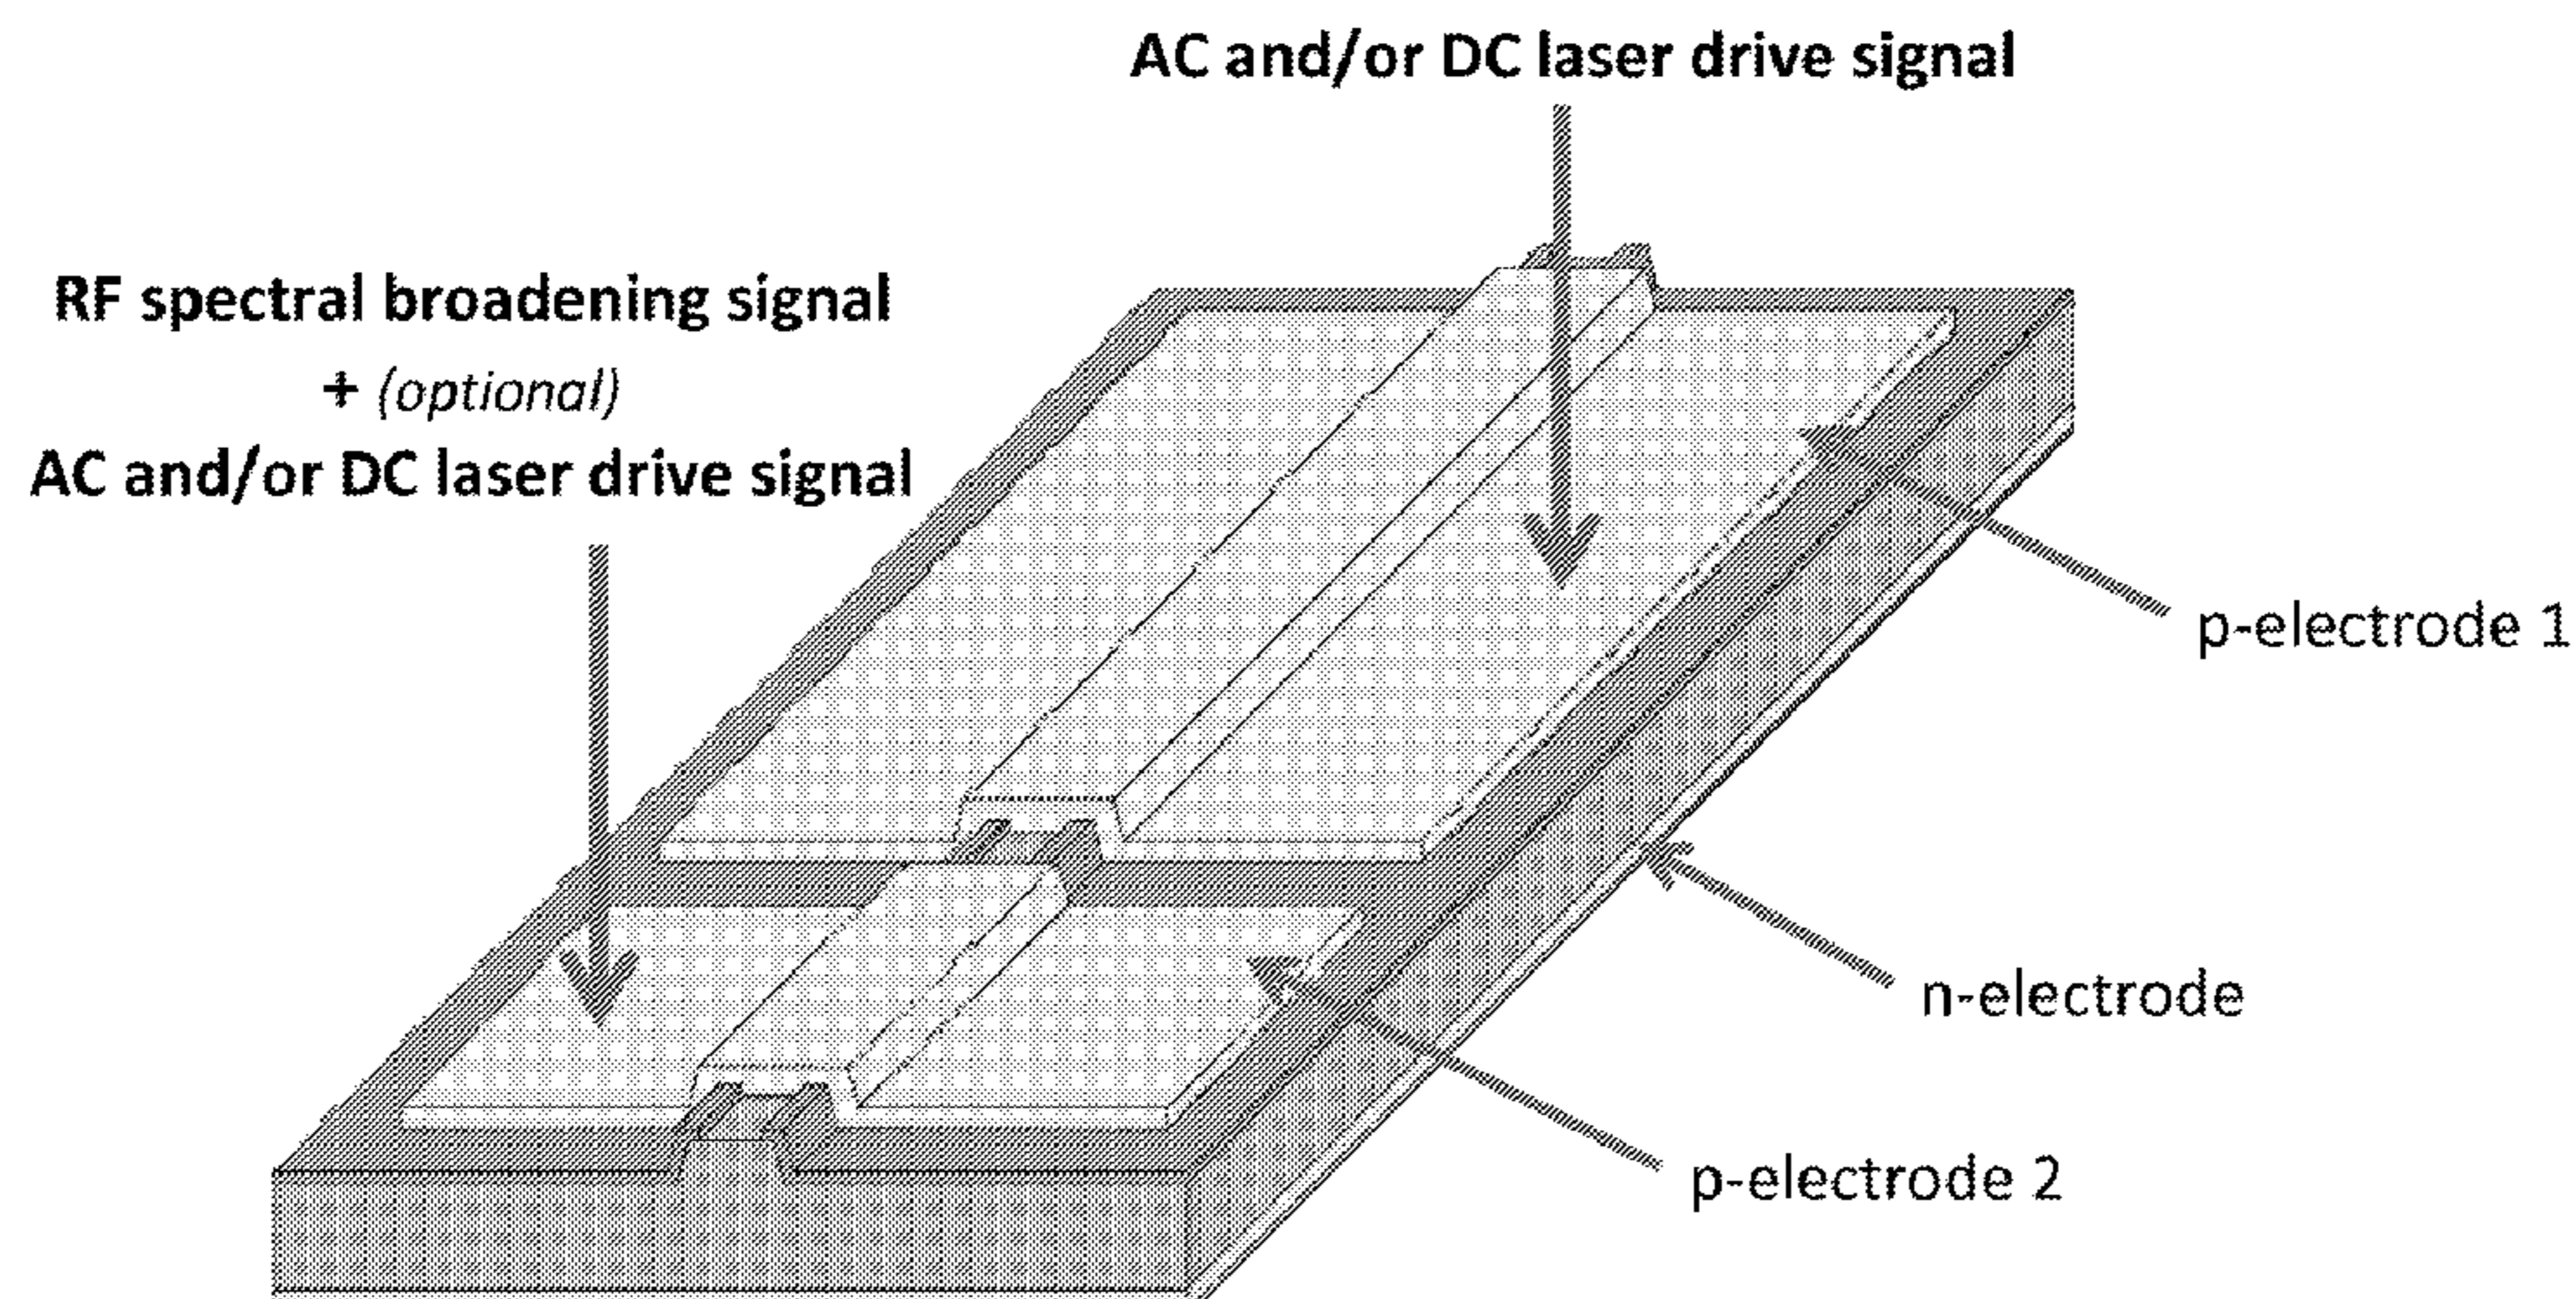 AC and/or DC laser drive signal
RF spectral broadening signal
+ (optional)
AC and/or DC laser drive signal
p-electrode 1
n-electrode
p-electrode 2